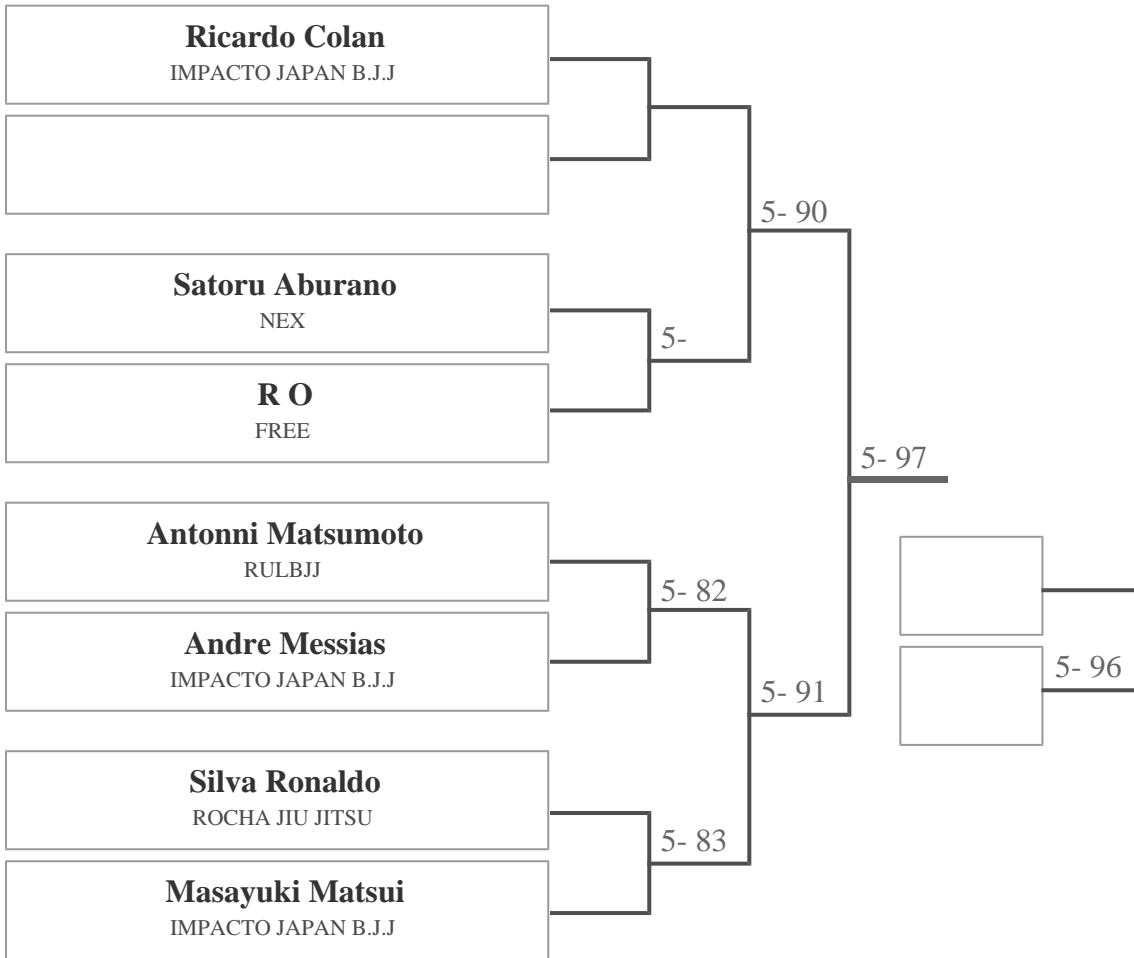 Ricardo Colan
IMPACTO JAPAN B.J.J
5- 90
Satoru Aburano
NEX
5-
R O
FREE
5- 97
Antonni Matsumoto
RULBJJ
5- 82
Andre Messias
IMPACTO JAPAN B.J.J
5- 96
5- 91
Silva Ronaldo
ROCHA JIU JITSU
5- 83
Masayuki Matsui
IMPACTO JAPAN B.J.J